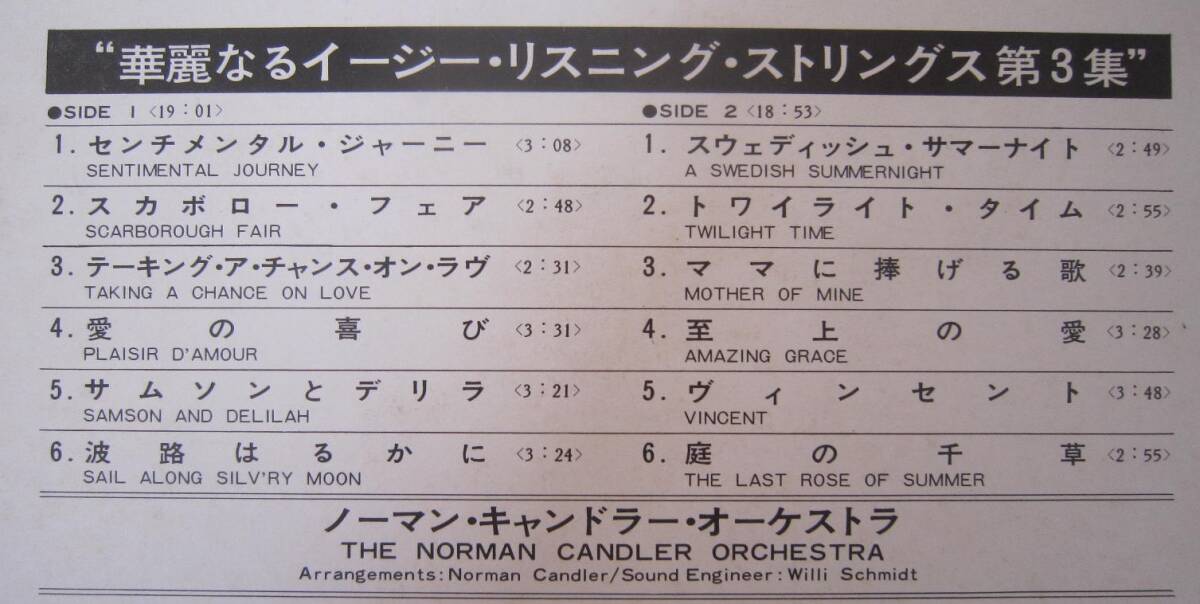 “華麗なるイージー・リスニング・ストリングス第3集”
●SIDE 1 〈19:01〉
1. センチメンタル・ジャーニー 〈3:08〉
SENTIMENTAL JOURNEY
2. スカボロー・フェア 〈2:48〉
SCARBOROUGH FAIR
3. テーキング・ア・チャンス・オン・ラヴ 〈2:31〉
TAKING A CHANCE ON LOVE
4. 愛の喜び 〈3:31〉
PLAISIR D'AMOUR
5. サムソンとデリラ 〈3:21〉
SAMSON AND DELILAH
6. 波路はるかに 〈3:24〉
SAIL ALONG SILV'RY MOON
●SIDE 2 〈18:53〉
1. スウェディッシュ・サマーナイト 〈2:49〉
A SWEDISH SUMMERNIGHT
2. トワイライト・タイム 〈2:55〉
TWILIGHT TIME
3. ママに捧げる歌 〈2:39〉
MOTHER OF MINE
4. 至上の愛 〈3:28〉
AMAZING GRACE
5. ヴィンセント 〈3:48〉
VINCENT
6. 庭の千草 〈2:55〉
THE LAST ROSE OF SUMMER
ノーマン・キャンドラー・オーケストラ
THE NORMAN CANDLER ORCHESTRA
Arrangements:Norman Candler/Sound Engineer:Willi Schmidt